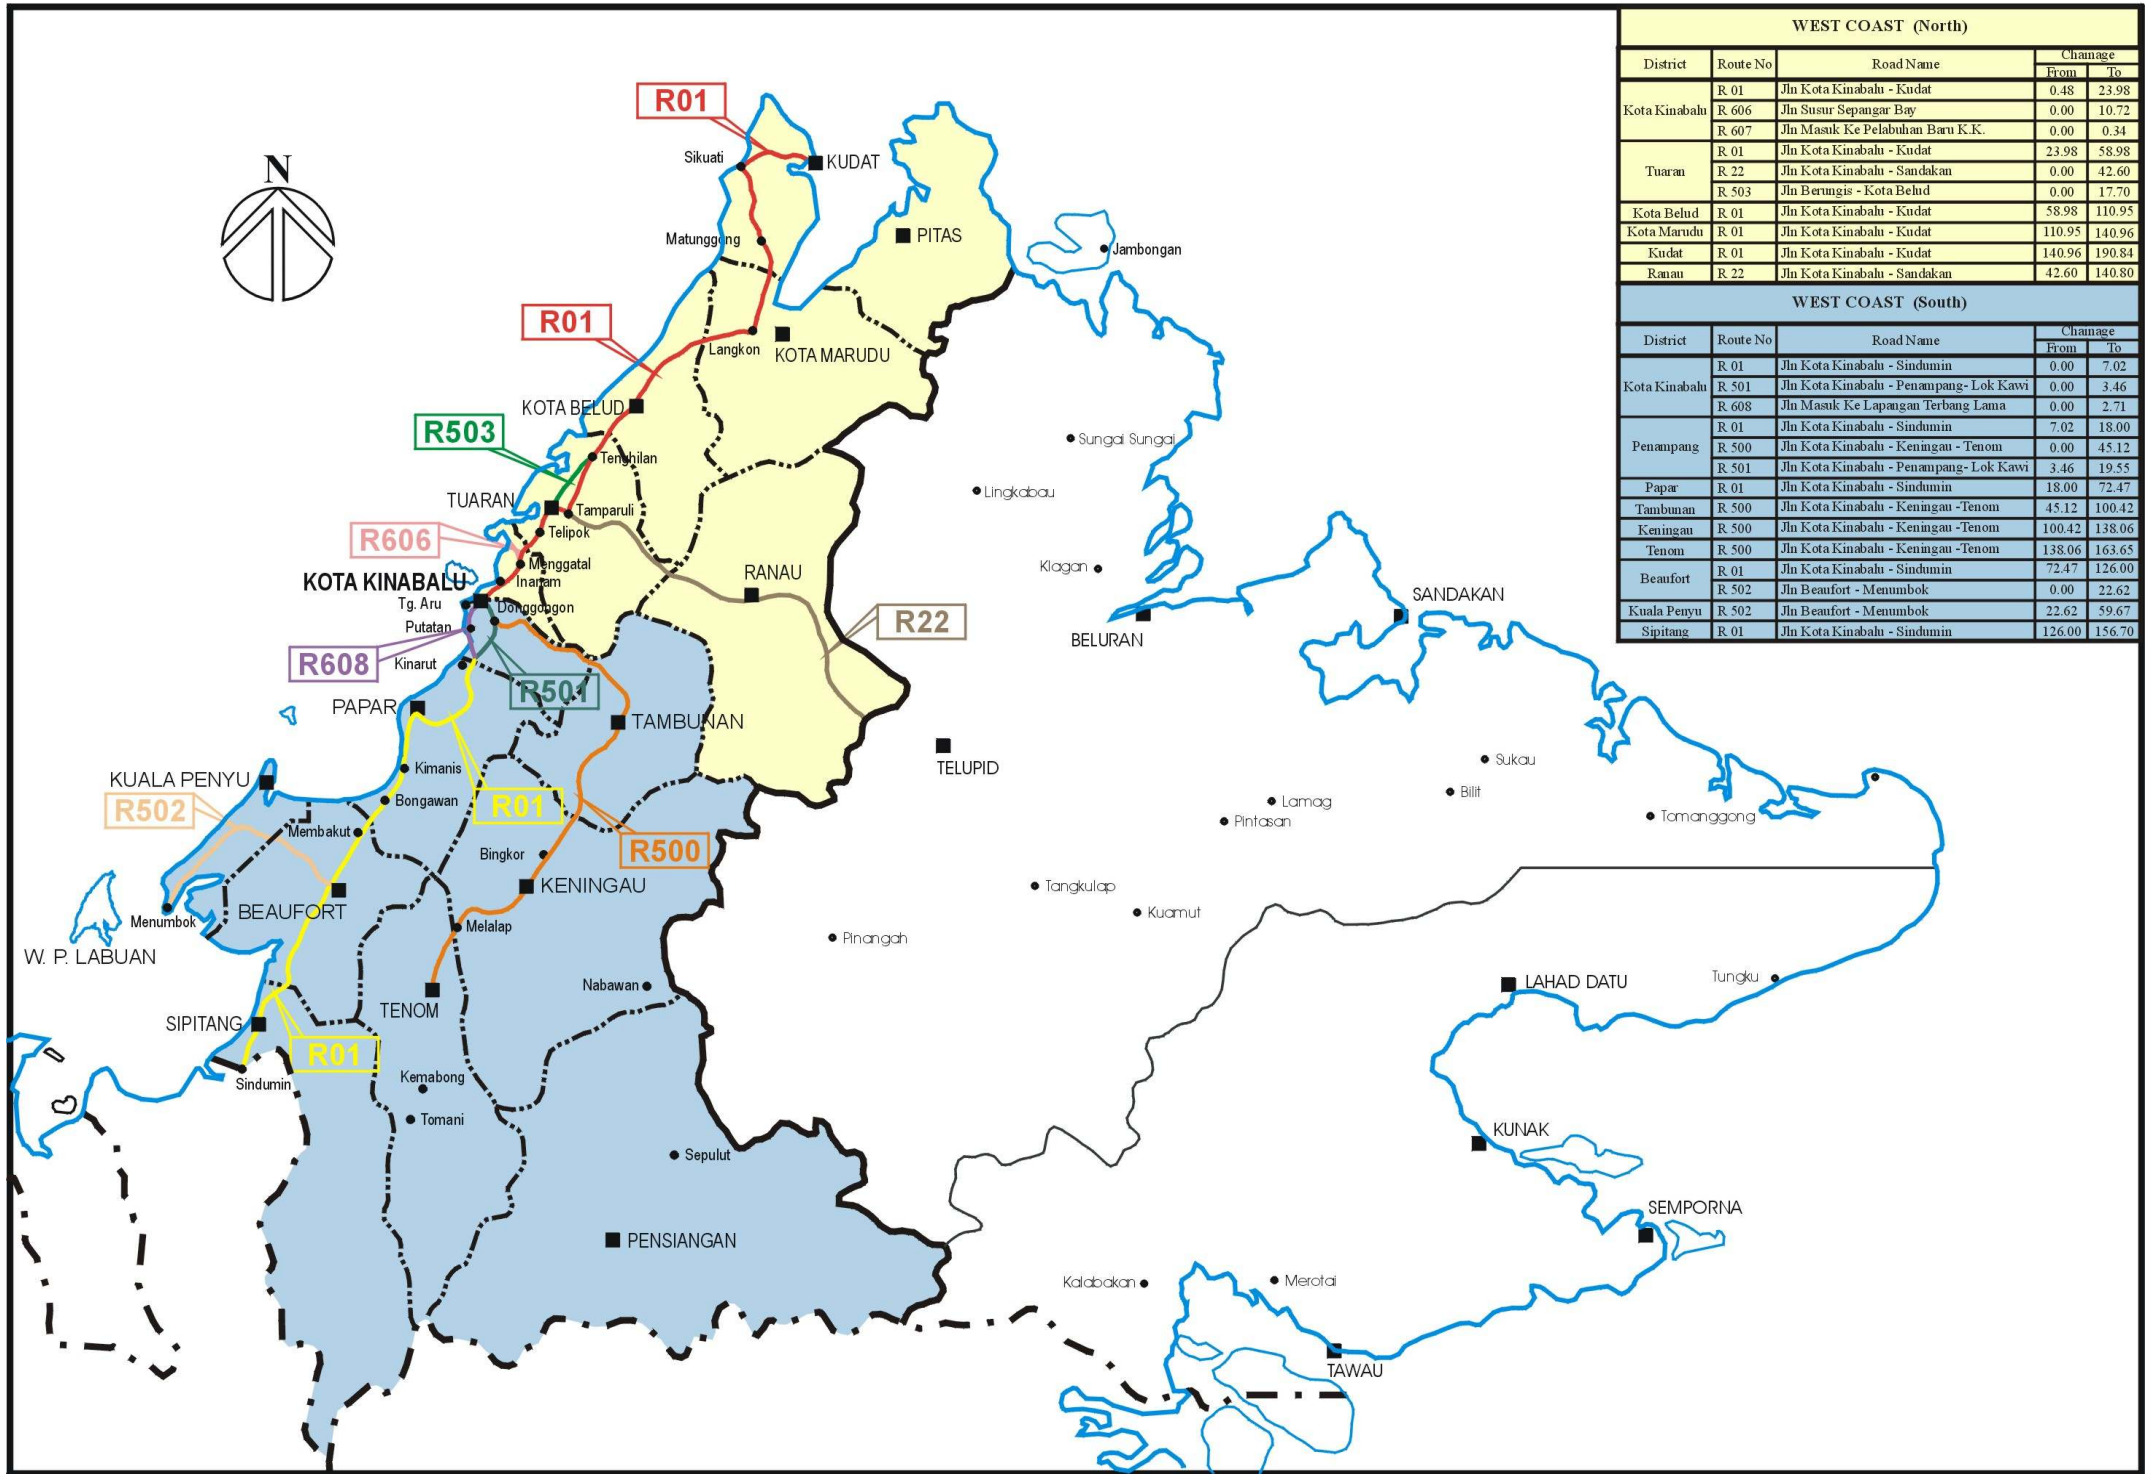 WEST COAST (North)
District Route No Road Name Chainage
From To
Kota Kinabalu R 01 Jln Kota Kinabalu - Kudat 0.48 23.98
R 606 Jln Susur Sepangar Bay 0.00 10.72
R 607 Jln Masuk Ke Pelabuhan Baru K.K. 0.00 0.34
Tuaran R 01 Jln Kota Kinabalu - Kudat 23.98 58.98
R 22 Jln Kota Kinabalu - Sandakan 0.00 42.60
R 503 Jln Berungis - Kota Belud 0.00 17.70
Kota Belud R 01 Jln Kota Kinabalu - Kudat 58.98 110.95
Kota Marudu R 01 Jln Kota Kinabalu - Kudat 110.95 140.96
Kudat R 01 Jln Kota Kinabalu - Kudat 140.96 190.84
Ranau R 22 Jln Kota Kinabalu - Sandakan 42.60 140.80
WEST COAST (South)
District Route No Road Name Chainage
From To
Kota Kinabalu R 01 Jln Kota Kinabalu - Sindumin 0.00 7.02
R 501 Jln Kota Kinabalu - Penampang- Lok Kawi 0.00 3.46
R 608 Jln Masuk Ke Lapangan Terbang Lama 0.00 2.71
Penampang R 01 Jln Kota Kinabalu - Sindumin 7.02 18.00
R 500 Jln Kota Kinabalu - Keningau - Tenom 0.00 45.12
R 501 Jln Kota Kinabalu - Penampang- Lok Kawi 3.46 19.55
Papar R 01 Jln Kota Kinabalu - Sindumin 18.00 72.47
Tambunan R 500 Jln Kota Kinabalu - Keningau -Tenom 45.12 100.42
Keningau R 500 Jln Kota Kinabalu - Keningau -Tenom 100.42 138.06
Tenom R 500 Jln Kota Kinabalu - Keningau -Tenom 138.06 163.65
Beaufort R 01 Jln Kota Kinabalu - Sindumin 72.47 126.00
R 502 Jln Beaufort - Menumbok 0.00 22.62
Kuala Penyu R 502 Jln Beaufort - Menumbok 22.62 59.67
Sipitang R 01 Jln Kota Kinabalu - Sindumin 126.00 156.70
N
R01
Sikuati
KUDAT
Matunggong
PITAS
Jambongan
R01
Langkon
KOTA MARUDU
KOTA BELUD
R503
Tenghilan
Sungai Sungai
Lingkabau
TUARAN
Tamparuli
Telipok
R606
Menggatal
Klagan
RANAU
KOTA KINABALU
Inanam
Tg. Aru
Donggongon
SANDAKAN
R22
Putatan
BELURAN
R608
Kinarut
R501
PAPAR
TAMBUNAN
TELUPID
Sukau
Kimanis
KUALA PENYU
Bilit
Bongawan
R01
Lamag
R502
Pintasan
Tomanggong
Membakut
R500
Bingkor
KENINGAU
Tangkulap
BEAUFORT
Kuamut
Menumbok
Melalap
Pinangah
W. P. LABUAN
Nabawan
LAHAD DATU
Tungku
TENOM
SIPITANG
R01
Sindumin
Kemabong
Tomani
KUNAK
Sepulut
SEMPORNA
PENSIANGAN
Kalabakan
Merotai
TAWAU